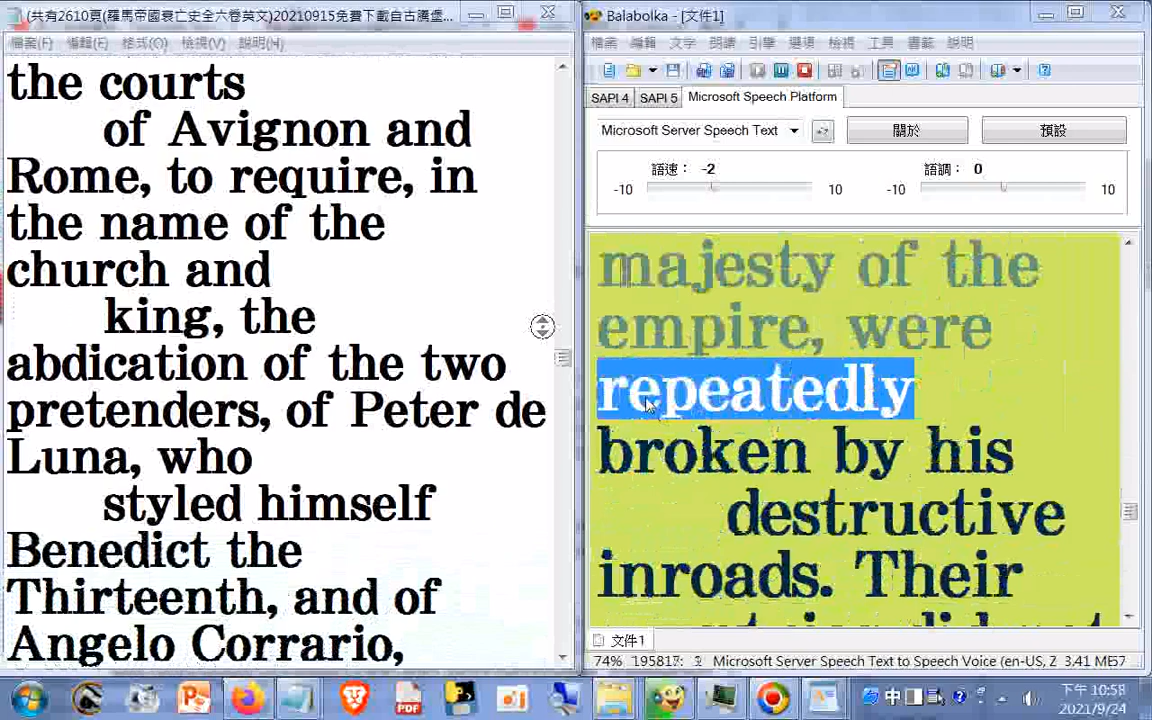 (共有2610頁(羅馬帝國衰亡史全六卷英文)20210915免費下載自古騰堡...
檔案(F) 編輯(E) 格式(O) 檢視(V) 說明(H)
the courts
of Avignon and
Rome, to require, in
the name of the
church and
king, the
abdication of the two
pretenders, of Peter de
Luna, who
styled himself
Benedict the
Thirteenth, and of
Angelo Corrario,
Balabolka - [文件1]
檔案 編輯 文字 朗讀 引擎 選項 檢視 工具 書籤 說明
SAPI 4 SAPI 5 Microsoft Speech Platform
Microsoft Server Speech Text
關於
預設
語速： -2
語調： 0
-10 10 -10 10
majesty of the
empire, were
repeatedly
broken by his
destructive
inroads. Their
文件1
74% 195817: 2 Microsoft Server Speech Text to Speech Voice (en-US, Z 3,41 ME57
PDF
中
下午 10:58
2021/9/24